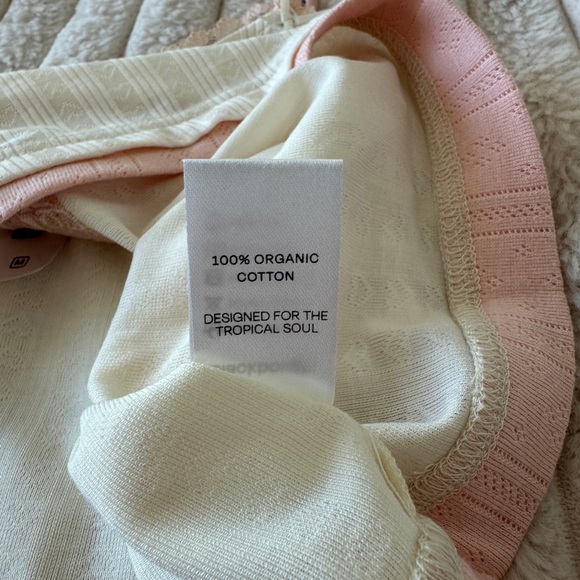 100% ORGANIC
COTTON
DESIGNED FOR THE
TROPICAL SOUL
M